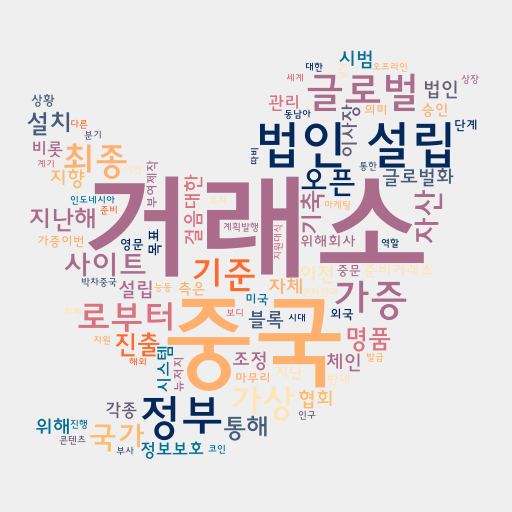 시범
대한
오프라인
세계
글로벌
상장
법인
상황
다른
관리
동남아
의미
승인
설치
분기
법인 설립
이사장
단계
비롯
최종
따비
통한
계기
지향
부여제작
오픈
글로벌화
인도네시아
준비
거래소
걸음대한
기축
마케팅
자산
지난해
목표
계획발행
지원대식
가증이번
영문
위해회사
역할
사이트
기준
이전
중문
준비거래소
박차중국
설립
측은
능동
자체
가증
미국
외국
로부터
중국
보디
블록
시대
명품
진출
해외
시스템
뉴저지
조정
체인
지원
마무리
지난
발급
각종
정부
가상
협회
인구
위해
진행
국가
통해
콘텐츠
부사
정보보호
코인